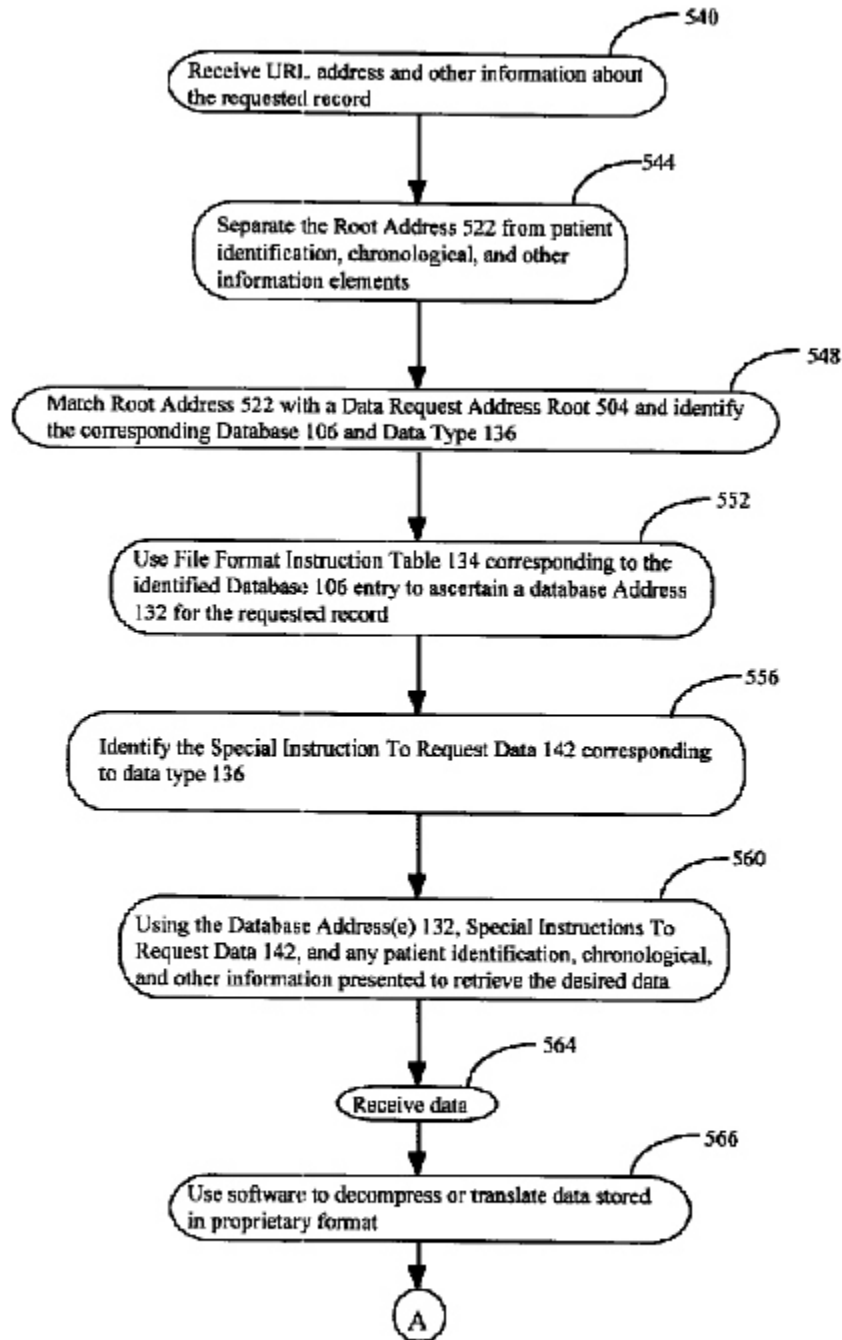 540
Receive URL address and other information about
the requested record
544
Separate the Root Address 522 from patient
identification, chronological, and other
information elements
548
Match Root Address 522 with a Data Request Address Root 504 and identify
the corresponding Database 106 and Data Type 136
552
Use File Format Instruction Table 134 corresponding to the
identified Database 106 entry to ascertain a database Address
132 for the requested record
556
Identify the Special Instruction To Request Data 142 corresponding
to data type 136
560
Using the Database Address(e) 132, Special Instructions To
Request Data 142, and any patient identification, chronological,
and other information presented to retrieve the desired data
564
Receive data
566
Use software to decompress or translate data stored
in proprietary format
A